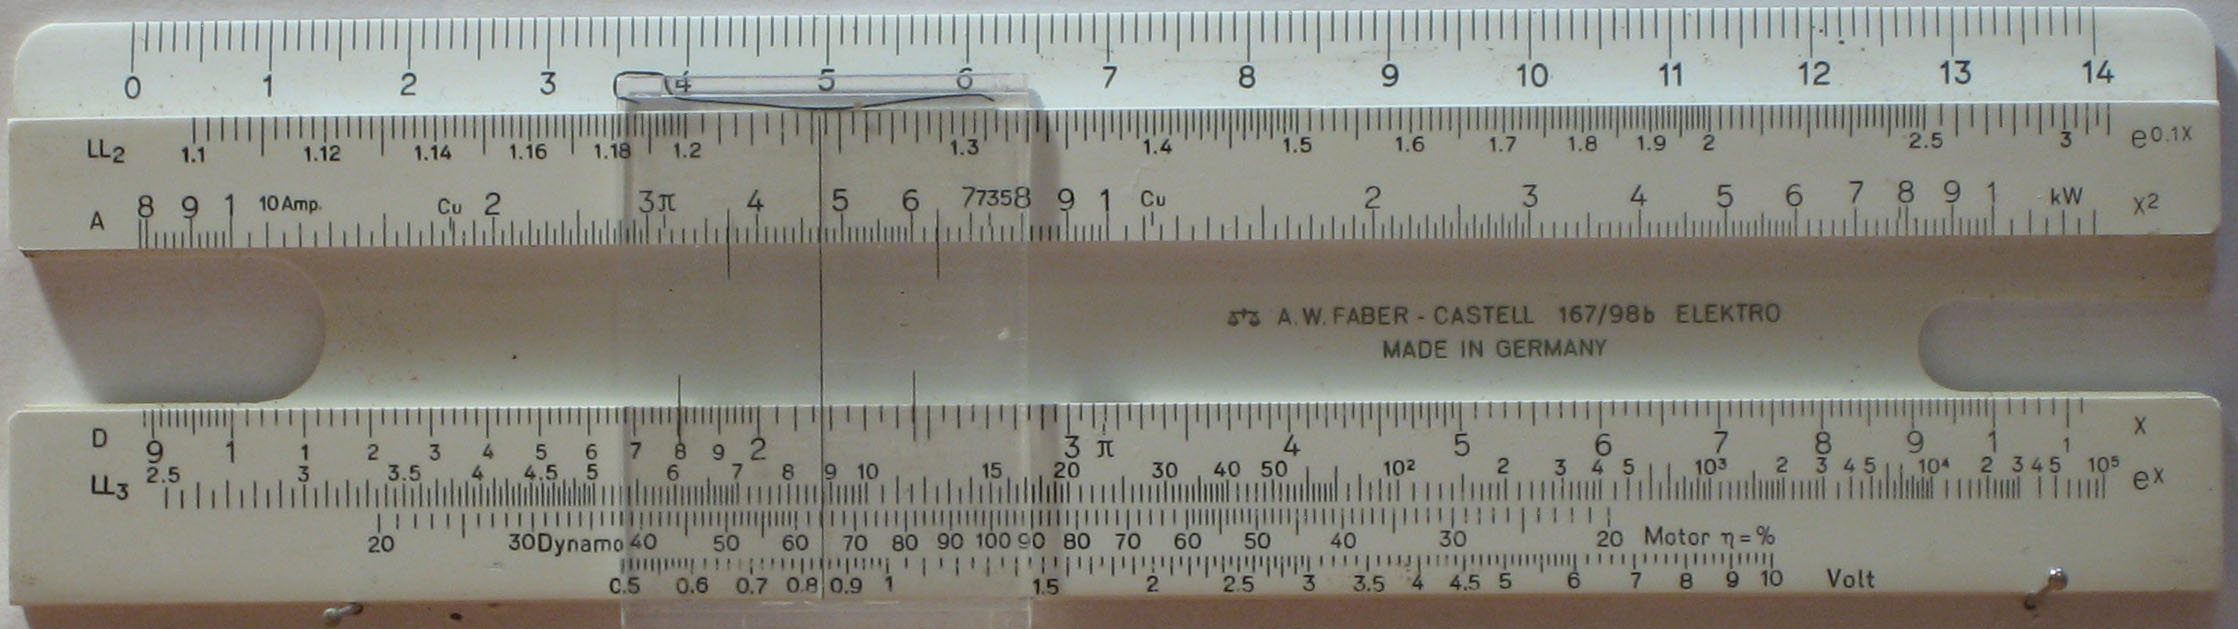 0 1 2 3 4 5 6 7 8 9 10 11 12 13 14
LL2 1.1 1.12 1.14 1.16 1.18 1.2 1.3 1.4 1.5 1.6 1.7 1.8 1.9 2 2.5 3 e0.1x
A 8 9 1 10 Amp. Cu 2 3 π 4 5 6 7 735 8 9 1 Cu 2 3 4 5 6 7 8 9 1 kW x2
A.W. FABER - CASTELL 167/98b ELEKTRO
MADE IN GERMANY
D 9 1 1 2 3 4 5 6 7 8 9 2 3 π 4 5 6 7 8 9 1 1 x
LL3 2.5 3 3.5 4 4.5 5 6 7 8 9 10 15 20 30 40 50 10² 2 3 4 5 10³ 2 3 4 5 10⁴ 2 3 4 5 10⁵ ex
20 30 Dynamo 40 50 60 70 80 90 100 90 80 70 60 50 40 30 20 Motor η = %
0.5 0.6 0.7 0.8 0.9 1 1.5 2 2.5 3 3.5 4 4.5 5 6 7 8 9 10 Volt